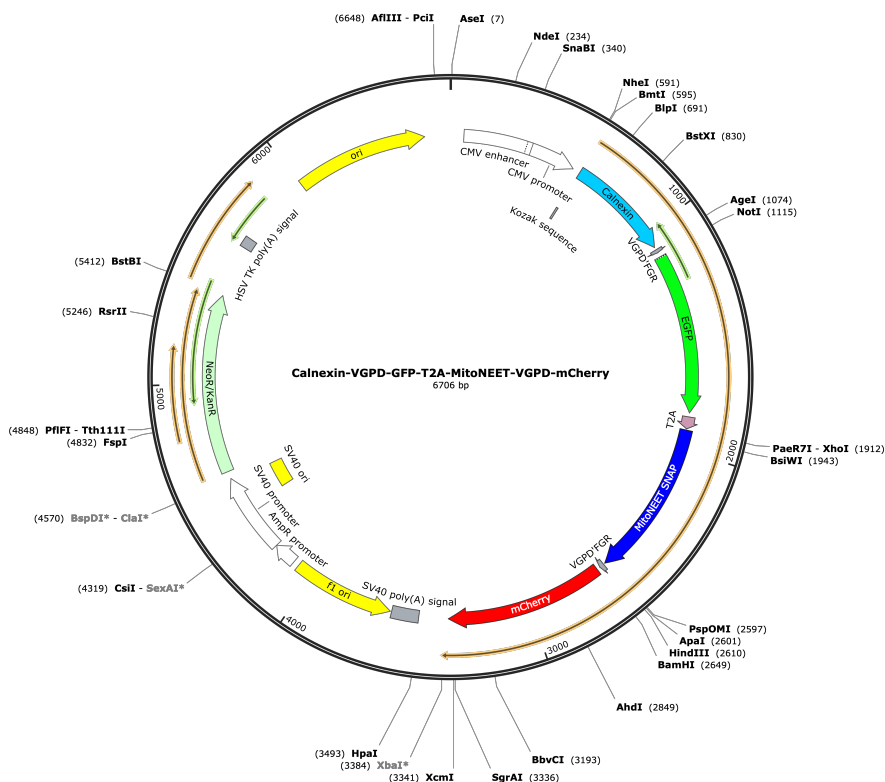 (6648) AflIII - PciI
AseI (7)
NdeI (234)
SnaBI (340)
NheI (591)
BmtI (595)
BlpI (691)
BstXI (830)
AgeI (1074)
NotI (1115)
PaeR7I - XhoI (1912)
BsiWI (1943)
PspOMI (2597)
ApaI (2601)
HindIII (2610)
BamHI (2649)
AhdI (2849)
BbvCI (3193)
SgrAI (3336)
(3341) XcmI
(3384) XbaI*
(3493) HpaI
(4319) CsiI - SexAI*
(4570) BspDI* - ClaI*
(4832) FspI
(4848) PflFI - Tth111I
(5246) RsrII
(5412) BstBI
1000
2000
3000
4000
5000
6000
CMV enhancer
CMV promoter
Kozak sequence
Calnexin
VGPD'FGR
EGFP
T2A
MitoNEET SNAP
VGPD'FGR
mCherry
SV40 poly(A) signal
f1 ori
AmpR promoter
SV40 promoter
SV40 ori
NeoR/KanR
HSV TK poly(A) signal
ori
Calnexin-VGPD-GFP-T2A-MitoNEET-VGPD-mCherry
6706 bp